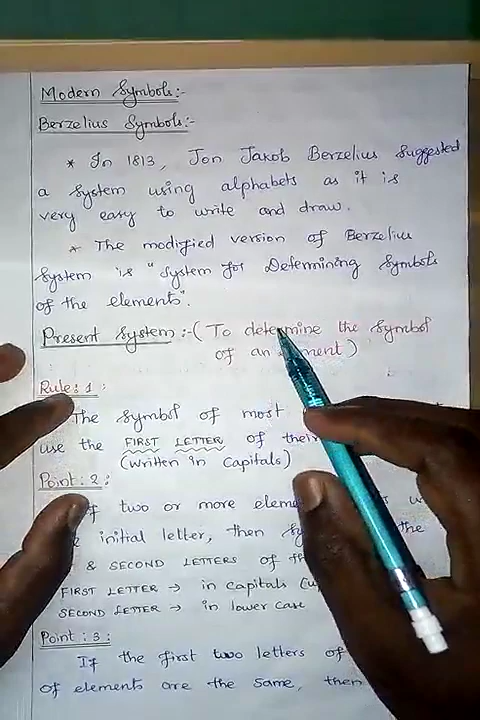 Modern Symbols:-
Berzelius Symbols:-
* In 1813, Jon Jakob Berzelius Suggested
a system using alphabets as it is
very easy to write and draw.
* The modified version of Berzelius
System is "System for Determining Symbols
of the elements".
Present System:-(To determine the Symbol
of an
Rule: 1:
The symbol of most
use the FIRST LETTER of
(written in Capitals)
Point: 2:
If two or more
initial letter, then
& SECOND LETTERS of
FIRST LETTER → in capitals
SECOND LETTER → in lower case
Point: 3:
If the first two letters of
of elements are the same, then